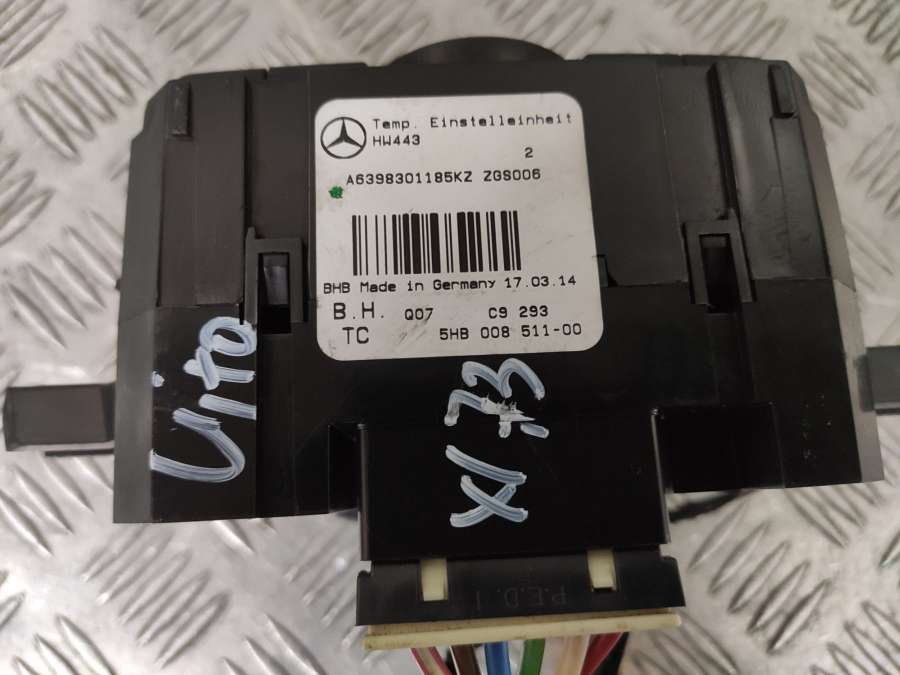 Temp. Einstelleinheit
HW443
2
A6398301185KZ ZGS006
BHB Made in Germany 17.03.14
B.H. Q07 C9 293
TC 5HB 008 511-00
Vito
P.E.D. I